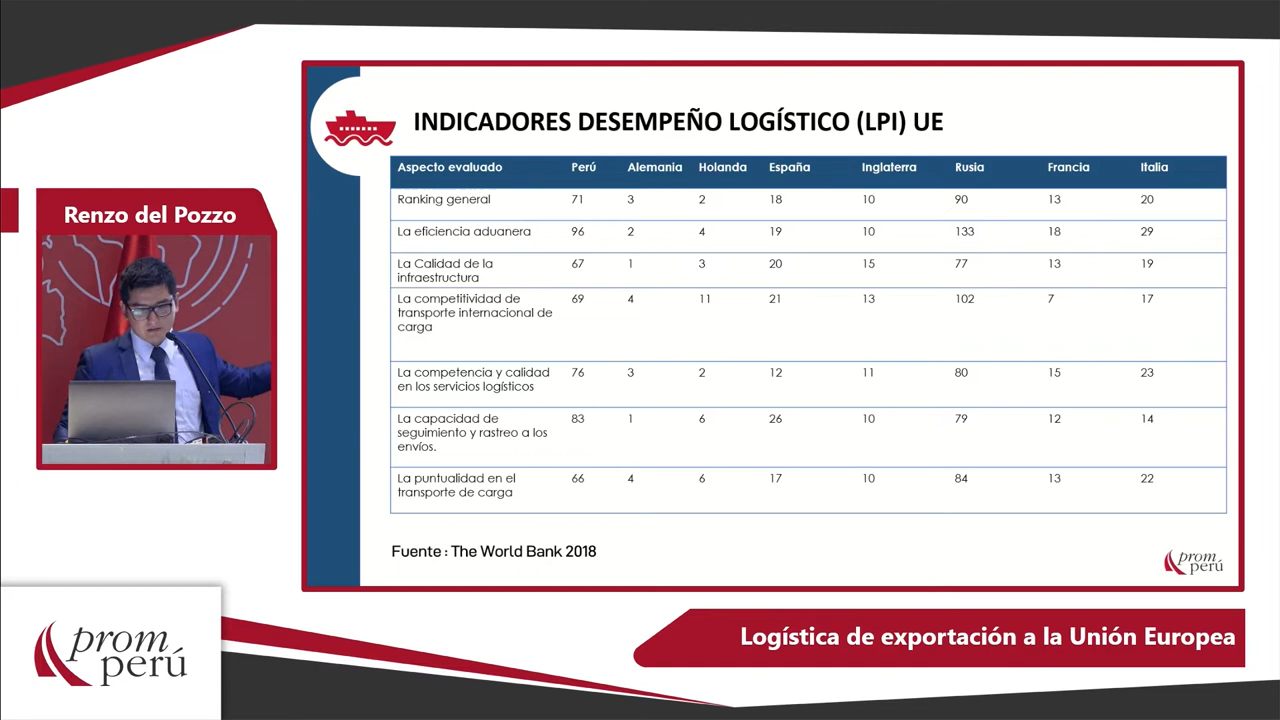 INDICADORES DESEMPEÑO LOGÍSTICO (LPI) UE
Aspecto evaluado Perú Alemania Holanda España Inglaterra Rusia Francia Italia
Ranking general 71 3 2 18 10 90 13 20
La eficiencia aduanera 96 2 4 19 10 133 18 29
La Calidad de la 67 1 3 20 15 77 13 19
infraestructura
La competitividad de 69 4 11 21 13 102 7 17
transporte internacional de
carga
La competencia y calidad 76 3 2 12 11 80 15 23
en los servicios logísticos
La capacidad de 83 1 6 26 10 79 12 14
seguimiento y rastreo a los
envíos.
La puntualidad en el 66 4 6 17 10 84 13 22
transporte de carga
Fuente : The World Bank 2018
prom
perú
Renzo del Pozzo
prom
perú
Logística de exportación a la Unión Europea